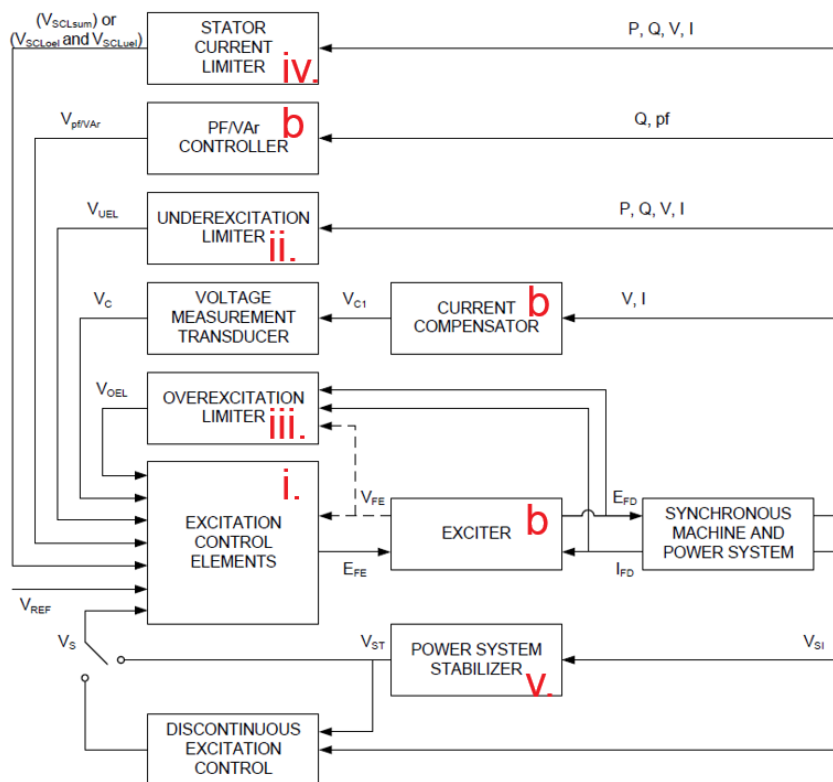 (VSCLsum) or
(VSCLoel and VSCLuel)
STATOR
CURRENT
LIMITER
iv.
P, Q, V, I
Vpf/VAr
PF/VAr
CONTROLLER
b
Q, pf
VUEL
UNDEREXCITATION
LIMITER
ii.
P, Q, V, I
VC
VOLTAGE
MEASUREMENT
TRANSDUCER
VC1
CURRENT
COMPENSATOR
b
V, I
VOEL
OVEREXCITATION
LIMITER
iii.
i.
EXCITATION
CONTROL
ELEMENTS
VFE
EFE
EXCITER
b
EFD
IFD
SYNCHRONOUS
MACHINE AND
POWER SYSTEM
VREF
VS
VST
POWER SYSTEM
STABILIZER
v.
VSI
DISCONTINUOUS
EXCITATION
CONTROL